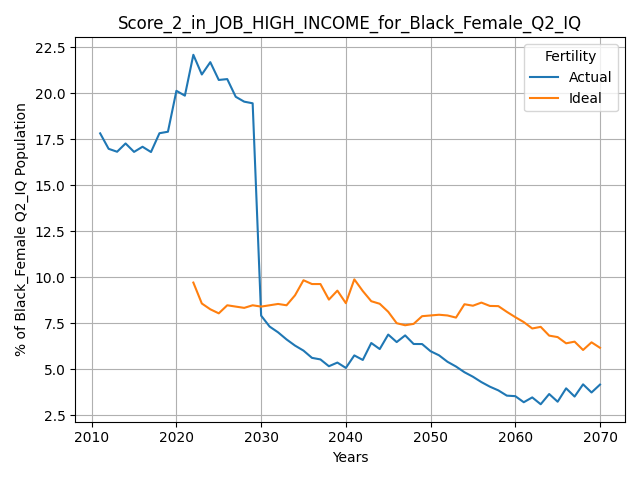 Score_2_in_JOB_HIGH_INCOME_for_Black_Female_Q2_IQ
% of Black_Female Q2_IQ Population
22.5
20.0
17.5
15.0
12.5
10.0
7.5
5.0
2.5
Fertility
Actual
Ideal
2010 2020 2030 2040 2050 2060 2070
Years